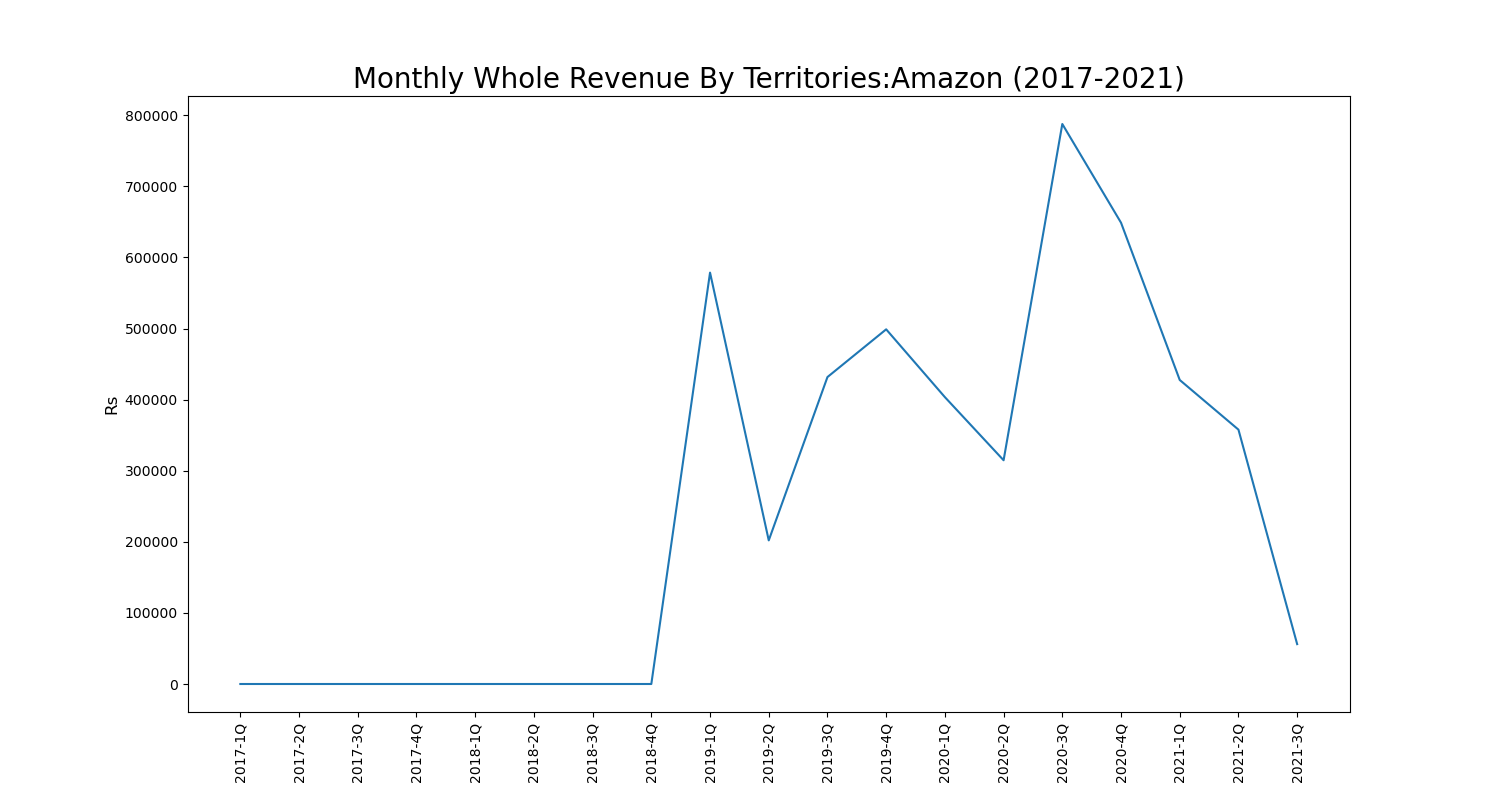 Monthly Whole Revenue By Territories:Amazon (2017-2021)
800000
700000
600000
500000
400000
300000
200000
100000
0
Rs
2017-1Q
2017-2Q
2017-3Q
2017-4Q
2018-1Q
2018-2Q
2018-3Q
2018-4Q
2019-1Q
2019-2Q
2019-3Q
2019-4Q
2020-1Q
2020-2Q
2020-3Q
2020-4Q
2021-1Q
2021-2Q
2021-3Q